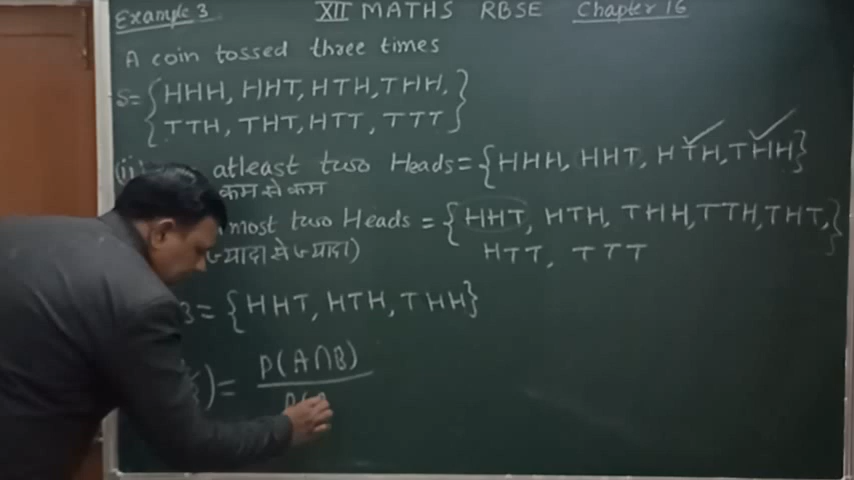 Example 3 XII MATHS RBSE Chapter 16
A coin tossed three times
S = { HHH, HHT, HTH, THH,
TTH, THT, HTT, TTT }
(ii) atleast two Heads = { HHH, HHT, HTH, THH }
कम से कम
most two Heads = { HHT, HTH, THH, TTH, THT,
ज्यादा से ज्यादा) HTT, TTT }
B = { HHT, HTH, THH }
) = P(A∩B)